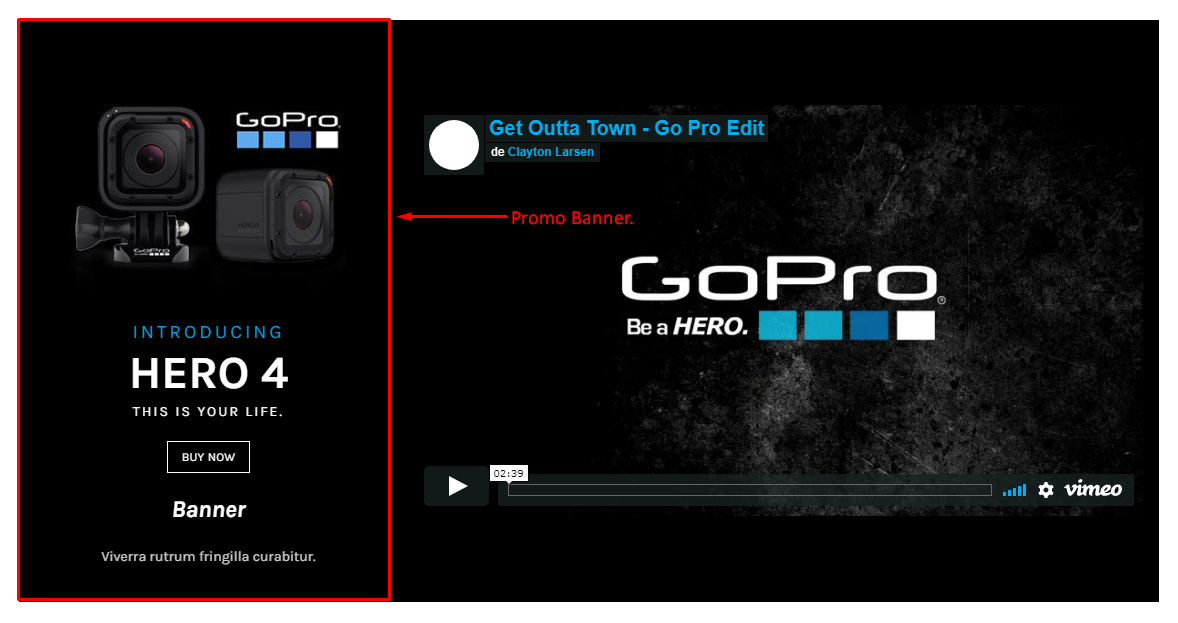 GoPro
GoPro
INTRODUCING
HERO 4
THIS IS YOUR LIFE.
BUY NOW
Banner
Viverra rutrum fringilla curabitur.
Promo Banner.
Get Outta Town - Go Pro Edit
de Clayton Larsen
GoPro®
Be a HERO.
02:39
vimeo